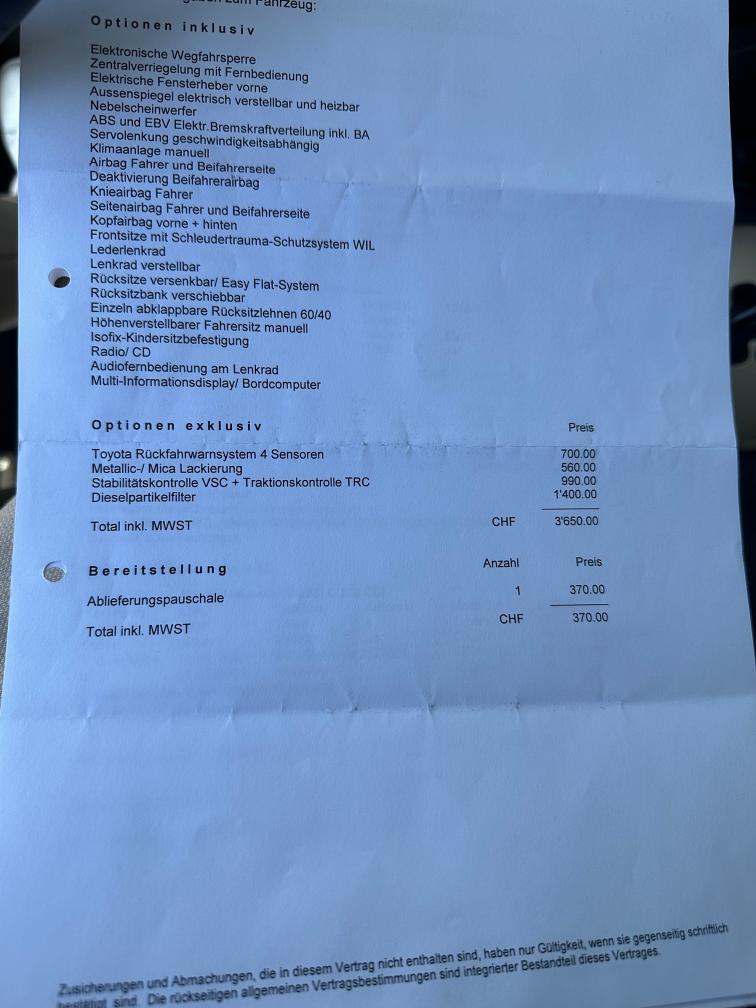 zum Fahrzeug:
Optionen inklusiv
Elektronische Wegfahrsperre
Zentralverriegelung mit Fernbedienung
Elektrische Fensterheber vorne
Aussenspiegel elektrisch verstellbar und heizbar
Nebelscheinwerfer
ABS und EBV Elektr.Bremskraftverteilung inkl. BA
Servolenkung geschwindigkeitsabhängig
Klimaanlage manuell
Airbag Fahrer und Beifahrerseite
Deaktivierung Beifahrerairbag
Knieairbag Fahrer
Seitenairbag Fahrer und Beifahrerseite
Kopfairbag vorne + hinten
Frontsitze mit Schleudertrauma-Schutzsystem WIL
Lederlenkrad
Lenkrad verstellbar
Rücksitze versenkbar/ Easy Flat-System
Rücksitzbank verschiebbar
Einzeln abklappbare Rücksitzlehnen 60/40
Höhenverstellbarer Fahrersitz manuell
Isofix-Kindersitzbefestigung
Radio/ CD
Audiofernbedienung am Lenkrad
Multi-Informationsdisplay/ Bordcomputer
Optionen exklusiv Preis
Toyota Rückfahrwarnsystem 4 Sensoren 700.00
Metallic-/ Mica Lackierung 560.00
Stabilitätskontrolle VSC + Traktionskontrolle TRC 990.00
Dieselpartikelfilter 1'400.00
Total inkl. MWST CHF 3'650.00
Bereitstellung Anzahl Preis
Ablieferungspauschale 1 370.00
Total inkl. MWST CHF 370.00
Zusicherungen und Abmachungen, die in diesem Vertrag nicht enthalten sind, haben nur Gültigkeit, wenn sie gegenseitig schriftlich
bestätigt sind. Die rückseitigen allgemeinen Vertragsbestimmungen sind integrierter Bestandteil dieses Vertrages.